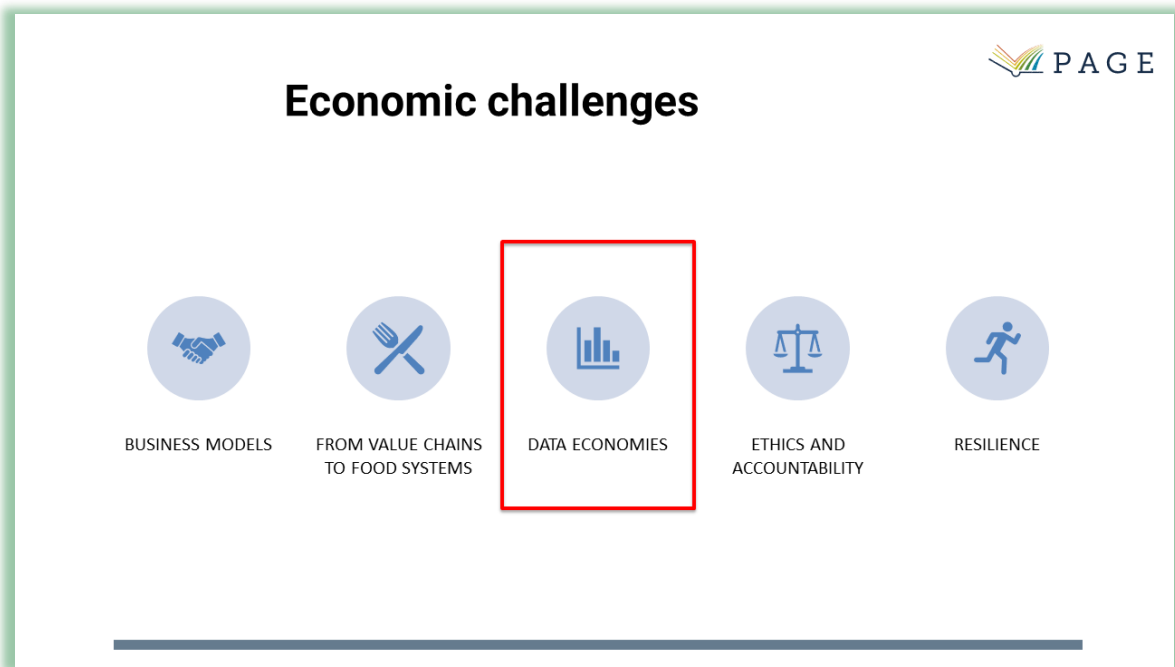 PAGE
Economic challenges
BUSINESS MODELS
FROM VALUE CHAINS
TO FOOD SYSTEMS
DATA ECONOMIES
ETHICS AND
ACCOUNTABILITY
RESILIENCE